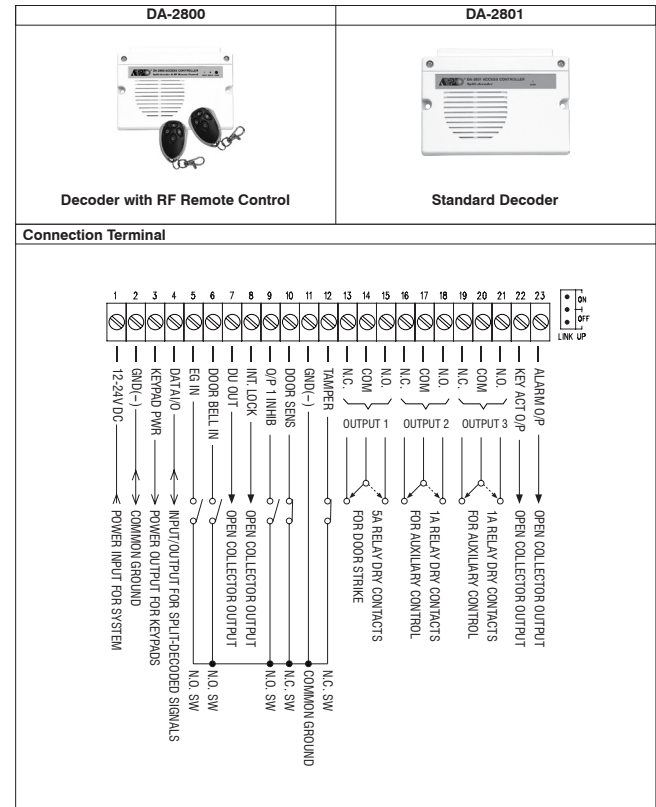 DA-2800
DA-2801
Decoder with RF Remote Control
Standard Decoder
Connection Terminal
1 2 3 4 5 6 7 8 9 10 11 12 13 14 15 16 17 18 19 20 21 22 23
ON
OFF
LINK UP
12-24V DC
GND(−)
KEYPAD PWR
DATA I/O
EG IN
DOOR BELL IN
DU OUT
INT. LOCK
O/P 1 INHIB
DOOR SENS
GND(−)
TAMPER
N.C.
COM
N.O.
N.C.
COM
N.O.
N.C.
COM
N.O.
KEY ACT O/P
ALARM O/P
OUTPUT 1
OUTPUT 2
OUTPUT 3
POWER INPUT FOR SYSTEM
COMMON GROUND
POWER OUTPUT FOR KEYPADS
INPUT/OUTPUT FOR SPLIT-DECODED SIGNALS
N.O. SW
N.O. SW
OPEN COLLECTOR OUTPUT
OPEN COLLECTOR OUTPUT
N.O. SW
N.C. SW
COMMON GROUND
N.C. SW
5A RELAY DRY CONTACTS
FOR DOOR STRIKE
1A RELAY DRY CONTACTS
FOR AUXILIARY CONTROL
1A RELAY DRY CONTACTS
FOR AUXILIARY CONTROL
OPEN COLLECTOR OUTPUT
OPEN COLLECTOR OUTPUT